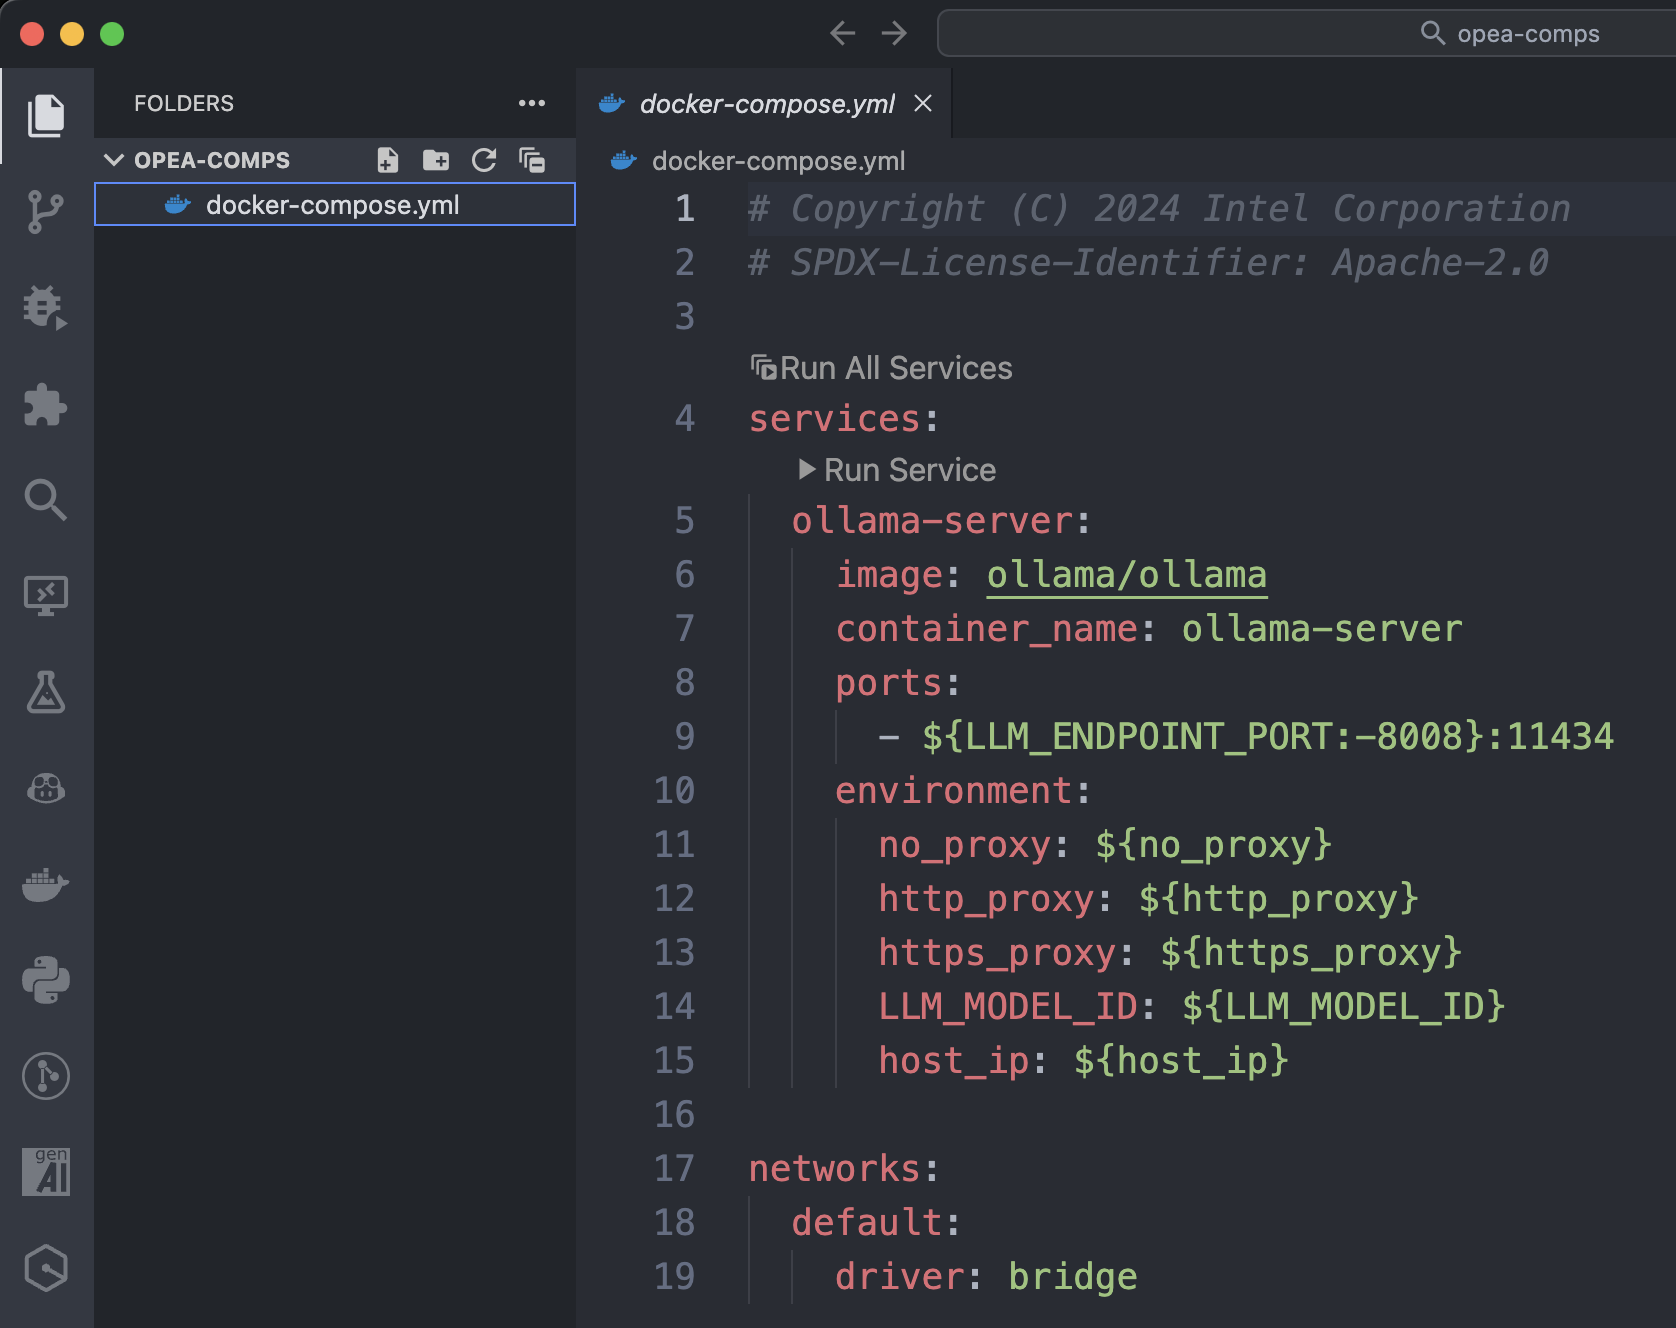 opea-comps
FOLDERS
docker-compose.yml
OPEA-COMPS
docker-compose.yml
docker-compose.yml
1 # Copyright (C) 2024 Intel Corporation
2 # SPDX-License-Identifier: Apache-2.0
3
Run All Services
4 services:
Run Service
5   ollama-server:
6     image: ollama/ollama
7     container_name: ollama-server
8     ports:
9       - ${LLM_ENDPOINT_PORT:-8008}:11434
10     environment:
11       no_proxy: ${no_proxy}
12       http_proxy: ${http_proxy}
13       https_proxy: ${https_proxy}
14       LLM_MODEL_ID: ${LLM_MODEL_ID}
15       host_ip: ${host_ip}
16
17 networks:
18   default:
19     driver: bridge
gen
AI